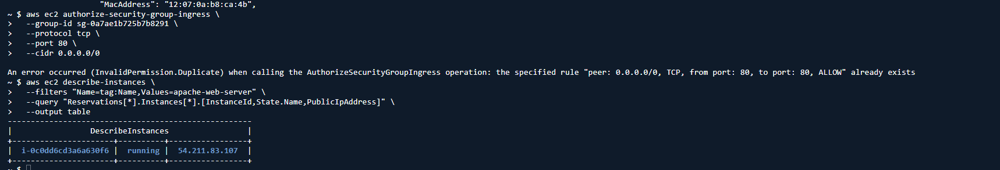 "MacAddress": "12:07:0a:b8:ca:4b",
~ $ aws ec2 authorize-security-group-ingress \
>   --group-id sg-0a7ae1b725b7b8291 \
>   --protocol tcp \
>   --port 80 \
>   --cidr 0.0.0.0/0
An error occurred (InvalidPermission.Duplicate) when calling the AuthorizeSecurityGroupIngress operation: the specified rule "peer: 0.0.0.0/0, TCP, from port: 80, to port: 80, ALLOW" already exists
~ $ aws ec2 describe-instances \
>   --filters "Name=tag:Name,Values=apache-web-server" \
>   --query "Reservations[*].Instances[*].[InstanceId,State.Name,PublicIpAddress]" \
>   --output table
-----------------------------------------------------
|                 DescribeInstances                 |
+----------------------+----------+-----------------+
|  i-0c0dd6cd3a6a630f6 |  running |  54.211.83.107  |
+----------------------+----------+-----------------+
~ $